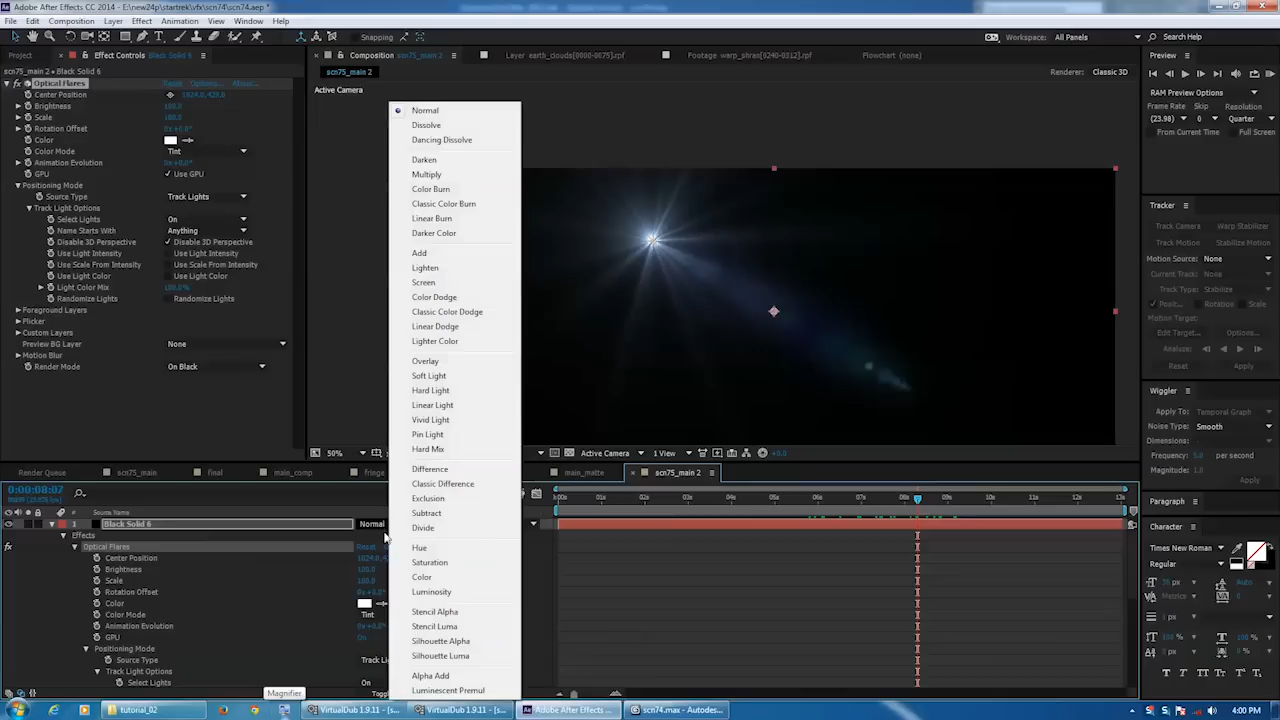 Adobe After Effects CC 2014 - E:\new24p\startrek\vfx\scn74\scn74.aep *
File Edit Composition Layer Effect Animation View Window Help
Snapping
Workspace: All Panels
Search Help
Project
Effect Controls Black Solid 6
Composition scn75_main 2
Layer earth_clouds[0000-0075].rpf
Footage warp_shras[0240-0312].rpf
Flowchart (none)
Preview
scn75_main 2 • Black Solid 6
scn75_main 2
Renderer: Classic 3D
Optical Flares Reset Options... About...
Active Camera
Center Position 1024.0,429.0
Brightness 100.0
Scale 100.0
Rotation Offset 0x+0.0°
Color
Color Mode Tint
Animation Evolution 0x+0.0°
GPU Use GPU
Positioning Mode
Source Type Track Lights
Track Light Options
Select Lights On
Name Starts With Anything
Disable 3D Perspective Disable 3D Perspective
Use Light Intensity Use Light Intensity
Use Scale From Intensity Use Scale From Intensity
Use Light Color Use Light Color
Light Color Mix 100.0%
Randomize Lights Randomize Lights
Foreground Layers
Flicker
Custom Layers
Preview BG Layer None
Motion Blur
Render Mode On Black
Normal
Dissolve
Dancing Dissolve
Darken
Multiply
Color Burn
Classic Color Burn
Linear Burn
Darker Color
Add
Lighten
Screen
Color Dodge
Classic Color Dodge
Linear Dodge
Lighter Color
Overlay
Soft Light
Hard Light
Linear Light
Vivid Light
Pin Light
Hard Mix
Difference
Classic Difference
Exclusion
Subtract
Divide
Hue
Saturation
Color
Luminosity
Stencil Alpha
Stencil Luma
Silhouette Alpha
Silhouette Luma
Alpha Add
Luminescent Premul
RAM Preview Options
Frame Rate Skip Resolution
(23.98) 0 Quarter
From Current Time Full Screen
Tracker
Track Camera Warp Stabilizer
Track Motion Stabilize Motion
Motion Source: None
Current Track: None
Track Type: Stabilize
Positi... Rotation Scale
Motion Target:
Edit Target... Options...
Analyze:
Reset Apply
Wiggler
Apply To: Temporal Graph
Noise Type: Smooth
Dimensions:
Frequency: 5.0 per second
Magnitude: 1.0
Apply
Paragraph
Character
Times New Roman
Regular
36 px Auto
Metrics 0
1 px
100 % 100 %
0 px 0 %
50%
Active Camera 1 View +0.0
Render Queue scn75_main final main_comp fringe main_matte scn75_main 2
0:00:08:07
Source Name
:00s 01s 02s 03s 04s 05s 06s 07s 08s 09s 10s 11s 12s 13s
1 Black Solid 6 Normal
Effects
Optical Flares Reset
Center Position 1024.0
Brightness 100.0
Scale 100.0
Rotation Offset 0x+0.0°
Color
Color Mode Tint
Animation Evolution 0x+0.0°
GPU On
Positioning Mode
Source Type Track Li
Track Light Options
Select Lights On
Magnifier
Toggl
tutorial_02
VirtualDub 1.9.11 - [s...
VirtualDub 1.9.11 - [s...
Adobe After Effects ...
scn74.max - Autodes...
4:00 PM